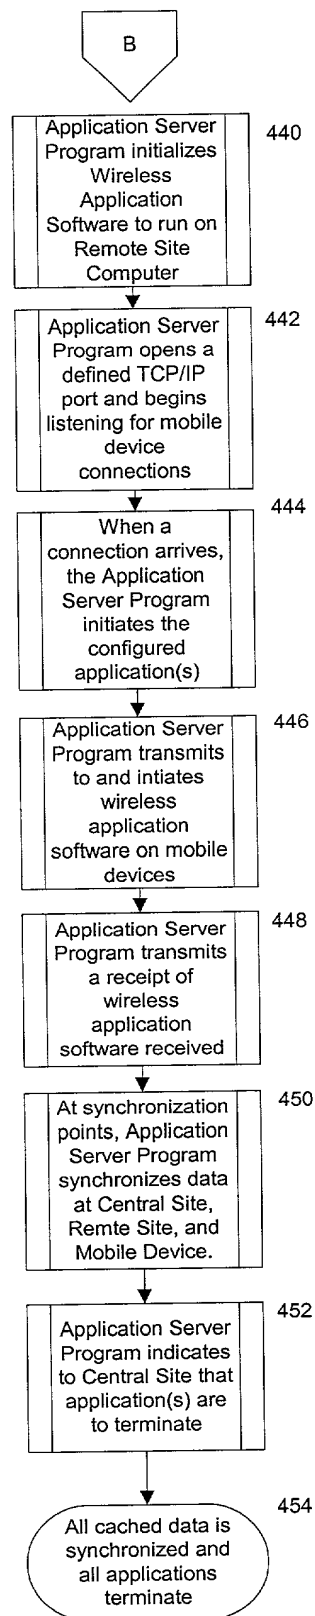 B
440
Application Server
Program initializes
Wireless
Application
Software to run on
Remote Site
Computer
442
Application Server
Program opens a
defined TCP/IP
port and begins
listening for mobile
device
connections
444
When a
connection arrives,
the Application
Server Program
initiates the
configured
application(s)
446
Application Server
Program transmits
to and intiates
wireless
application
software on mobile
devices
448
Application Server
Program transmits
a receipt of
wireless
application
software received
450
At synchronization
points, Application
Server Program
synchronizes data
at Central Site,
Remte Site, and
Mobile Device.
452
Application Server
Program indicates
to Central Site that
application(s) are
to terminate
454
All cached data is
synchronized and
all applications
terminate